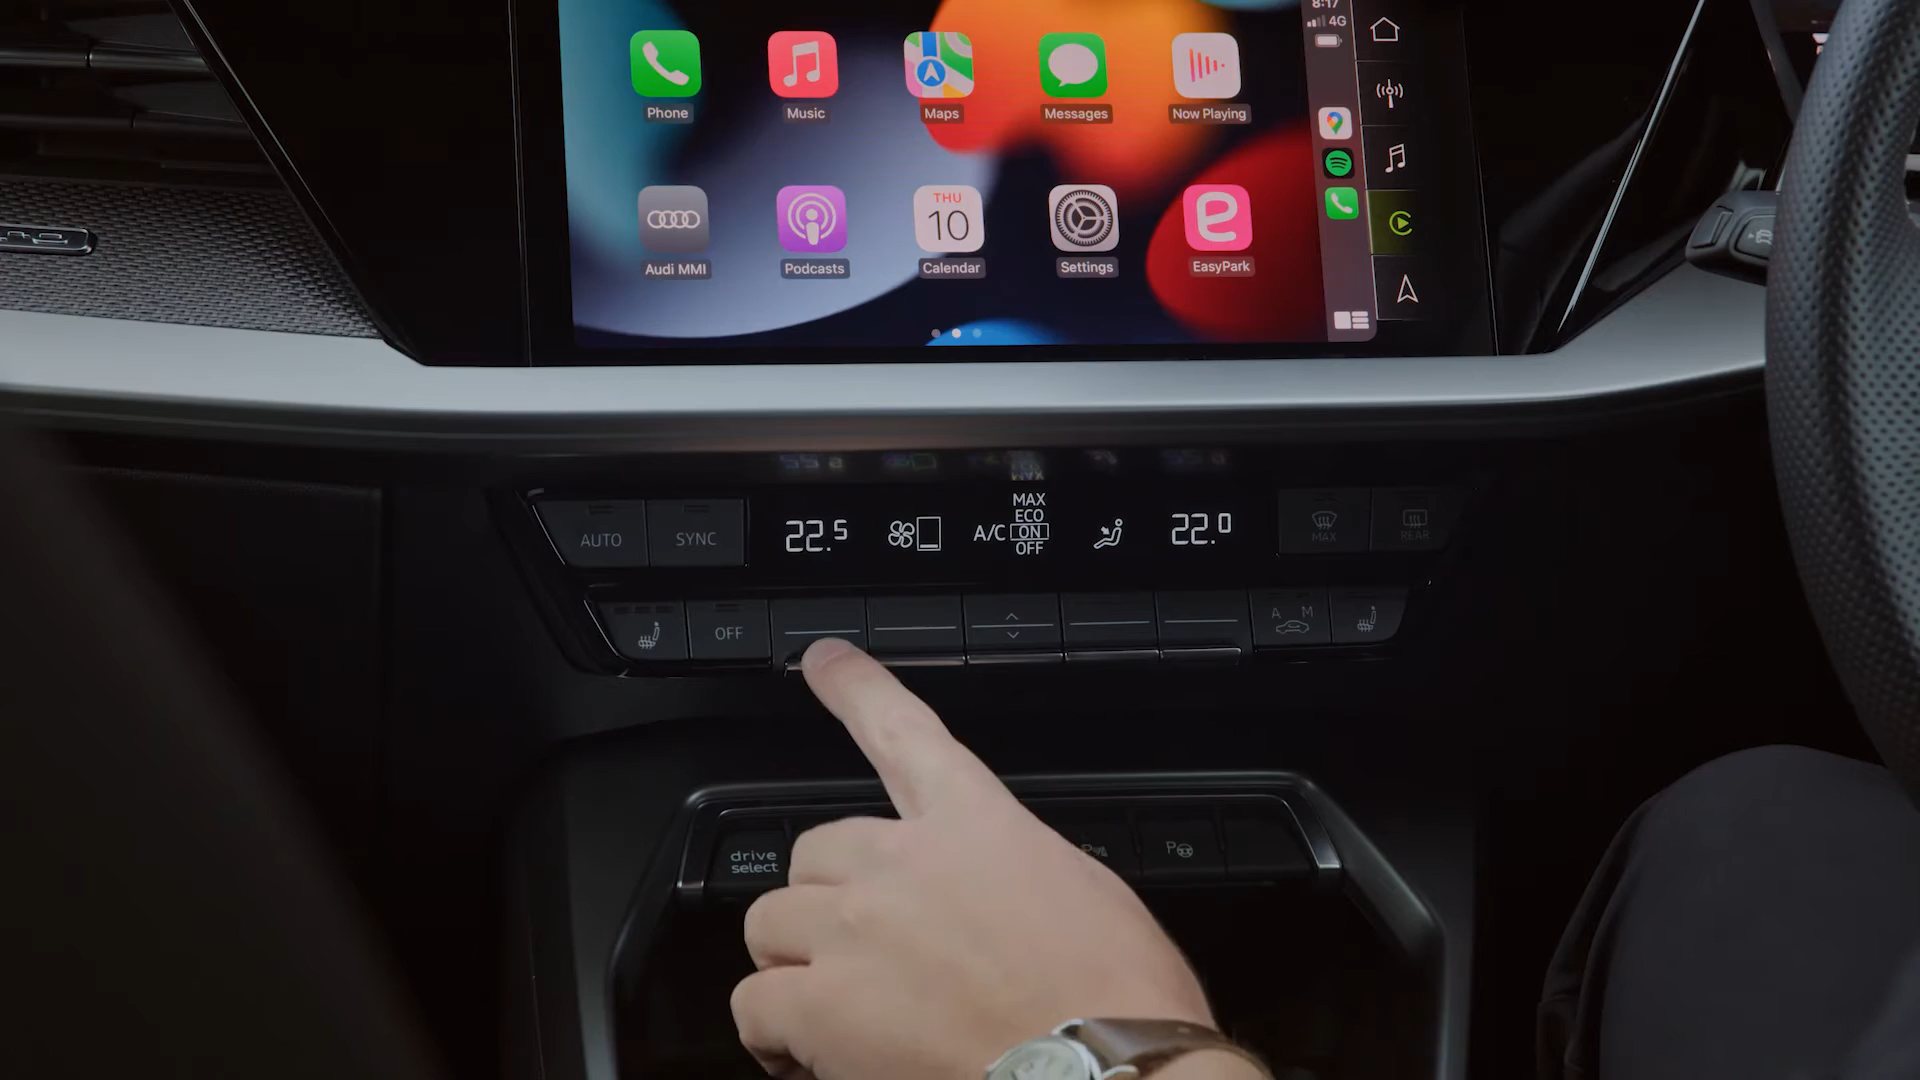 8:17
4G
Phone
Music
Maps
Messages
Now Playing
THU
10
Audi MMI
Podcasts
Calendar
Settings
EasyPark
MAX
ECO
AUTO
SYNC
22.5
A/C
ON
22.0
OFF
MAX
REAR
OFF
A
M
drive
select
P
P